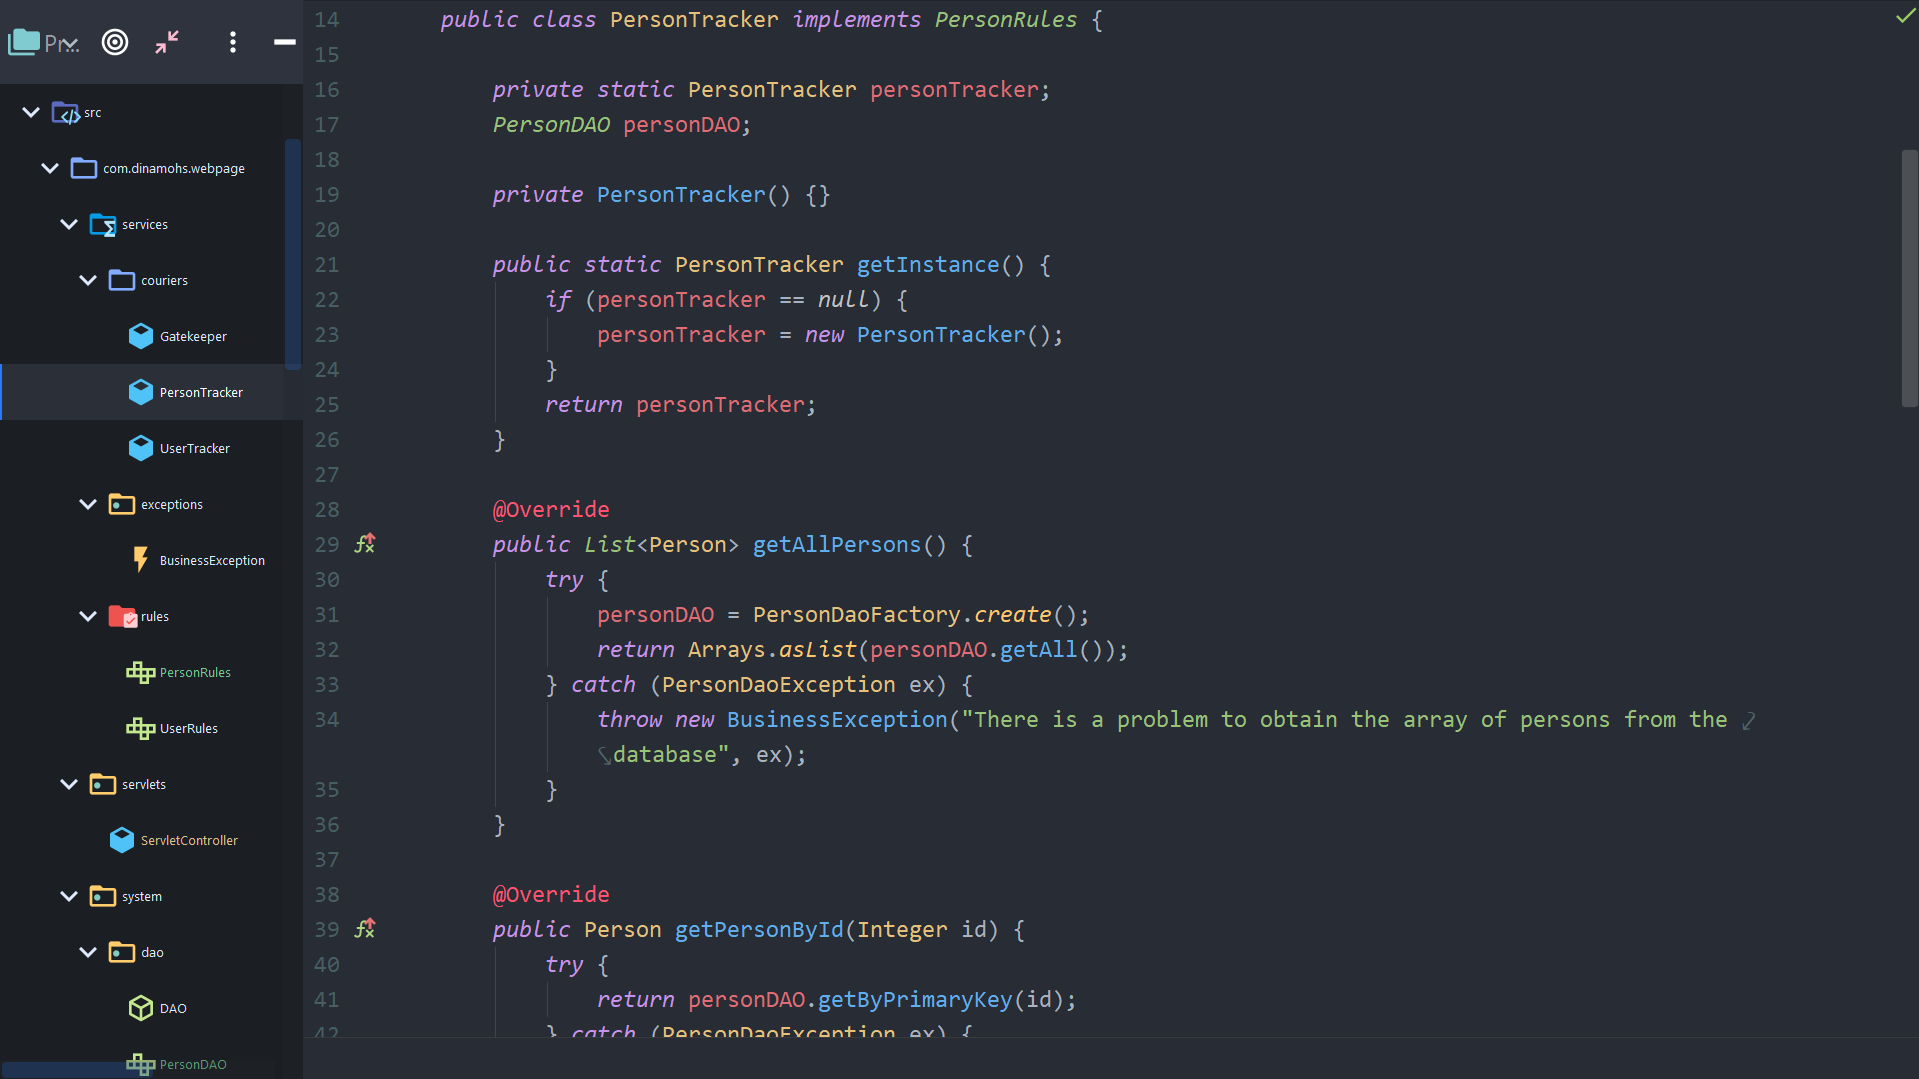 Pr...
src
com.dinamohs.webpage
services
couriers
Gatekeeper
PersonTracker
UserTracker
exceptions
BusinessException
rules
PersonRules
UserRules
servlets
ServletController
system
dao
DAO
PersonDAO
14 public class PersonTracker implements PersonRules {
15
16 private static PersonTracker personTracker;
17 PersonDAO personDAO;
18
19 private PersonTracker() {}
20
21 public static PersonTracker getInstance() {
22 if (personTracker == null) {
23 personTracker = new PersonTracker();
24 }
25 return personTracker;
26 }
27
28 @Override
29 public List<Person> getAllPersons() {
30 try {
31 personDAO = PersonDaoFactory.create();
32 return Arrays.asList(personDAO.getAll());
33 } catch (PersonDaoException ex) {
34 throw new BusinessException("There is a problem to obtain the array of persons from the
database", ex);
35 }
36 }
37
38 @Override
39 public Person getPersonById(Integer id) {
40 try {
41 return personDAO.getByPrimaryKey(id);
42 } catch (PersonDaoException ex) {